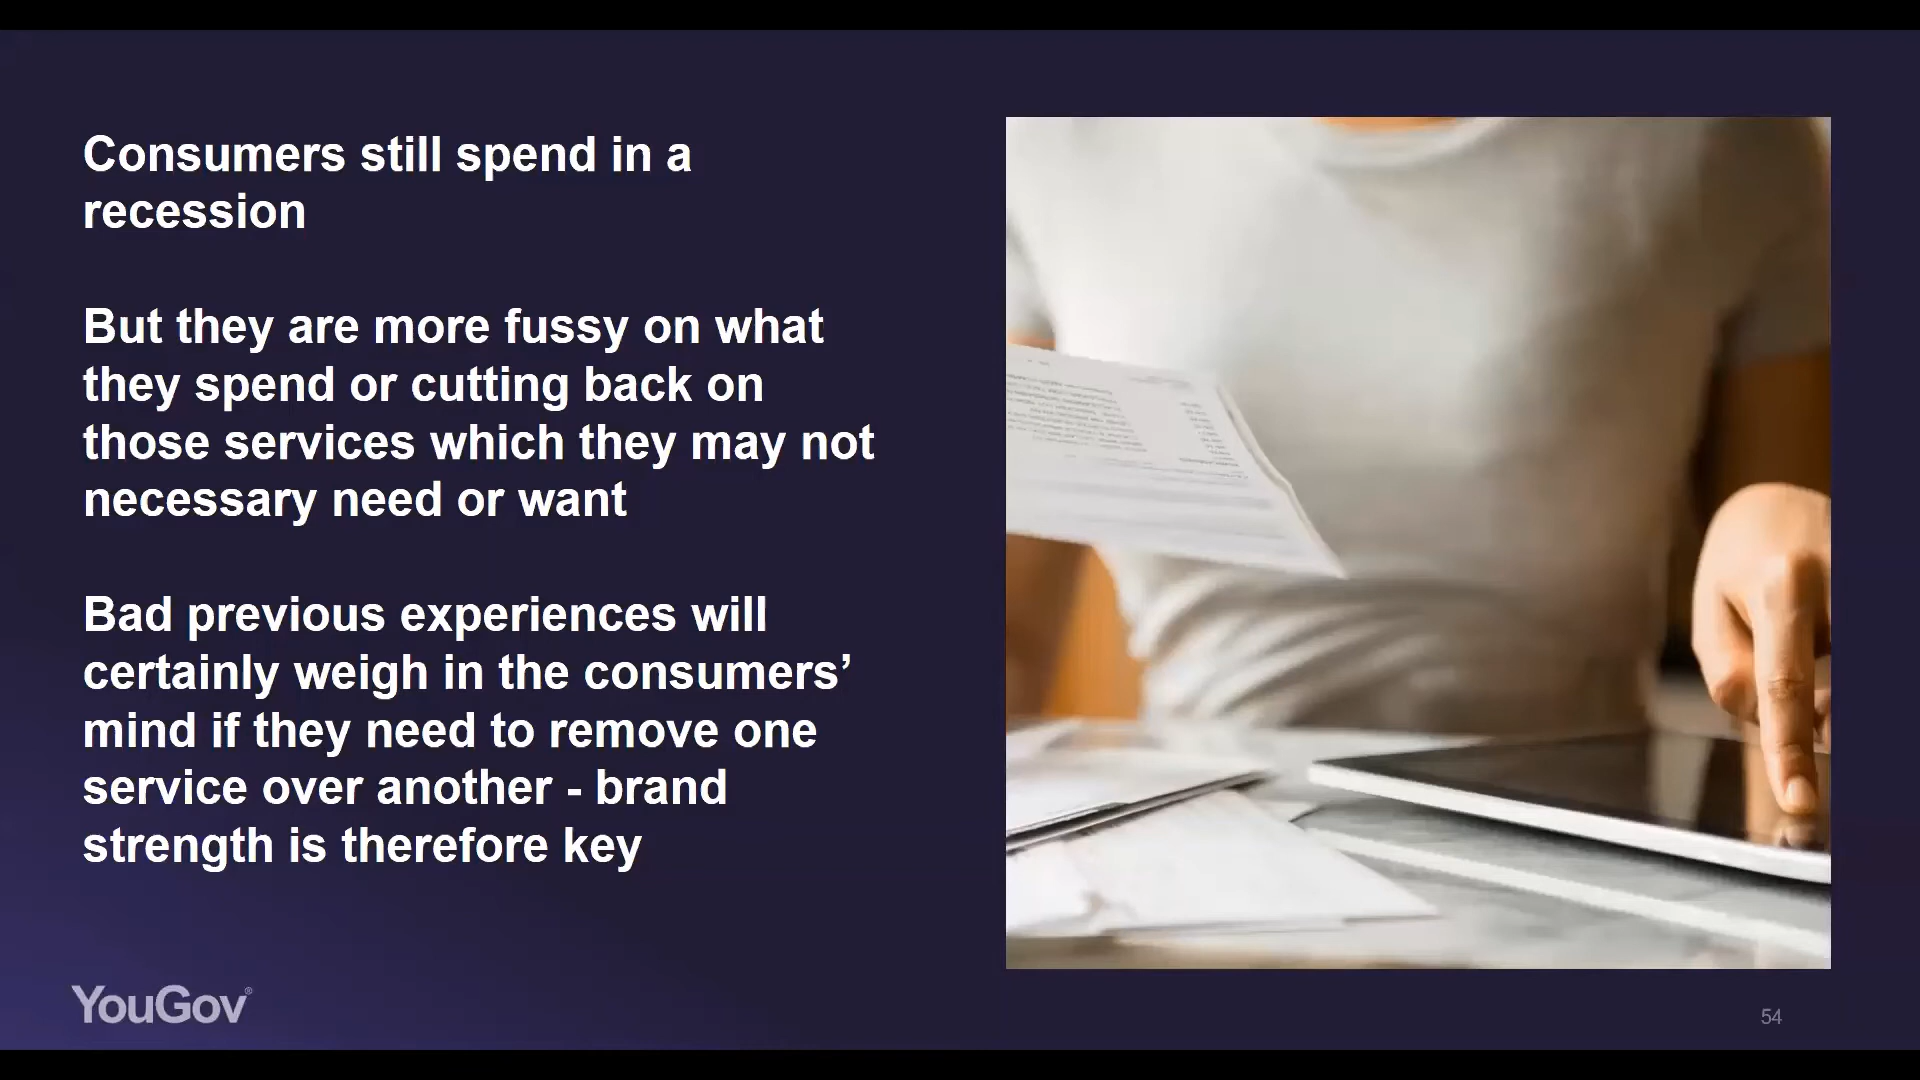 Consumers still spend in a
recession
But they are more fussy on what
they spend or cutting back on
those services which they may not
necessary need or want
Bad previous experiences will
certainly weigh in the consumers’
mind if they need to remove one
service over another - brand
strength is therefore key
YouGov®
54